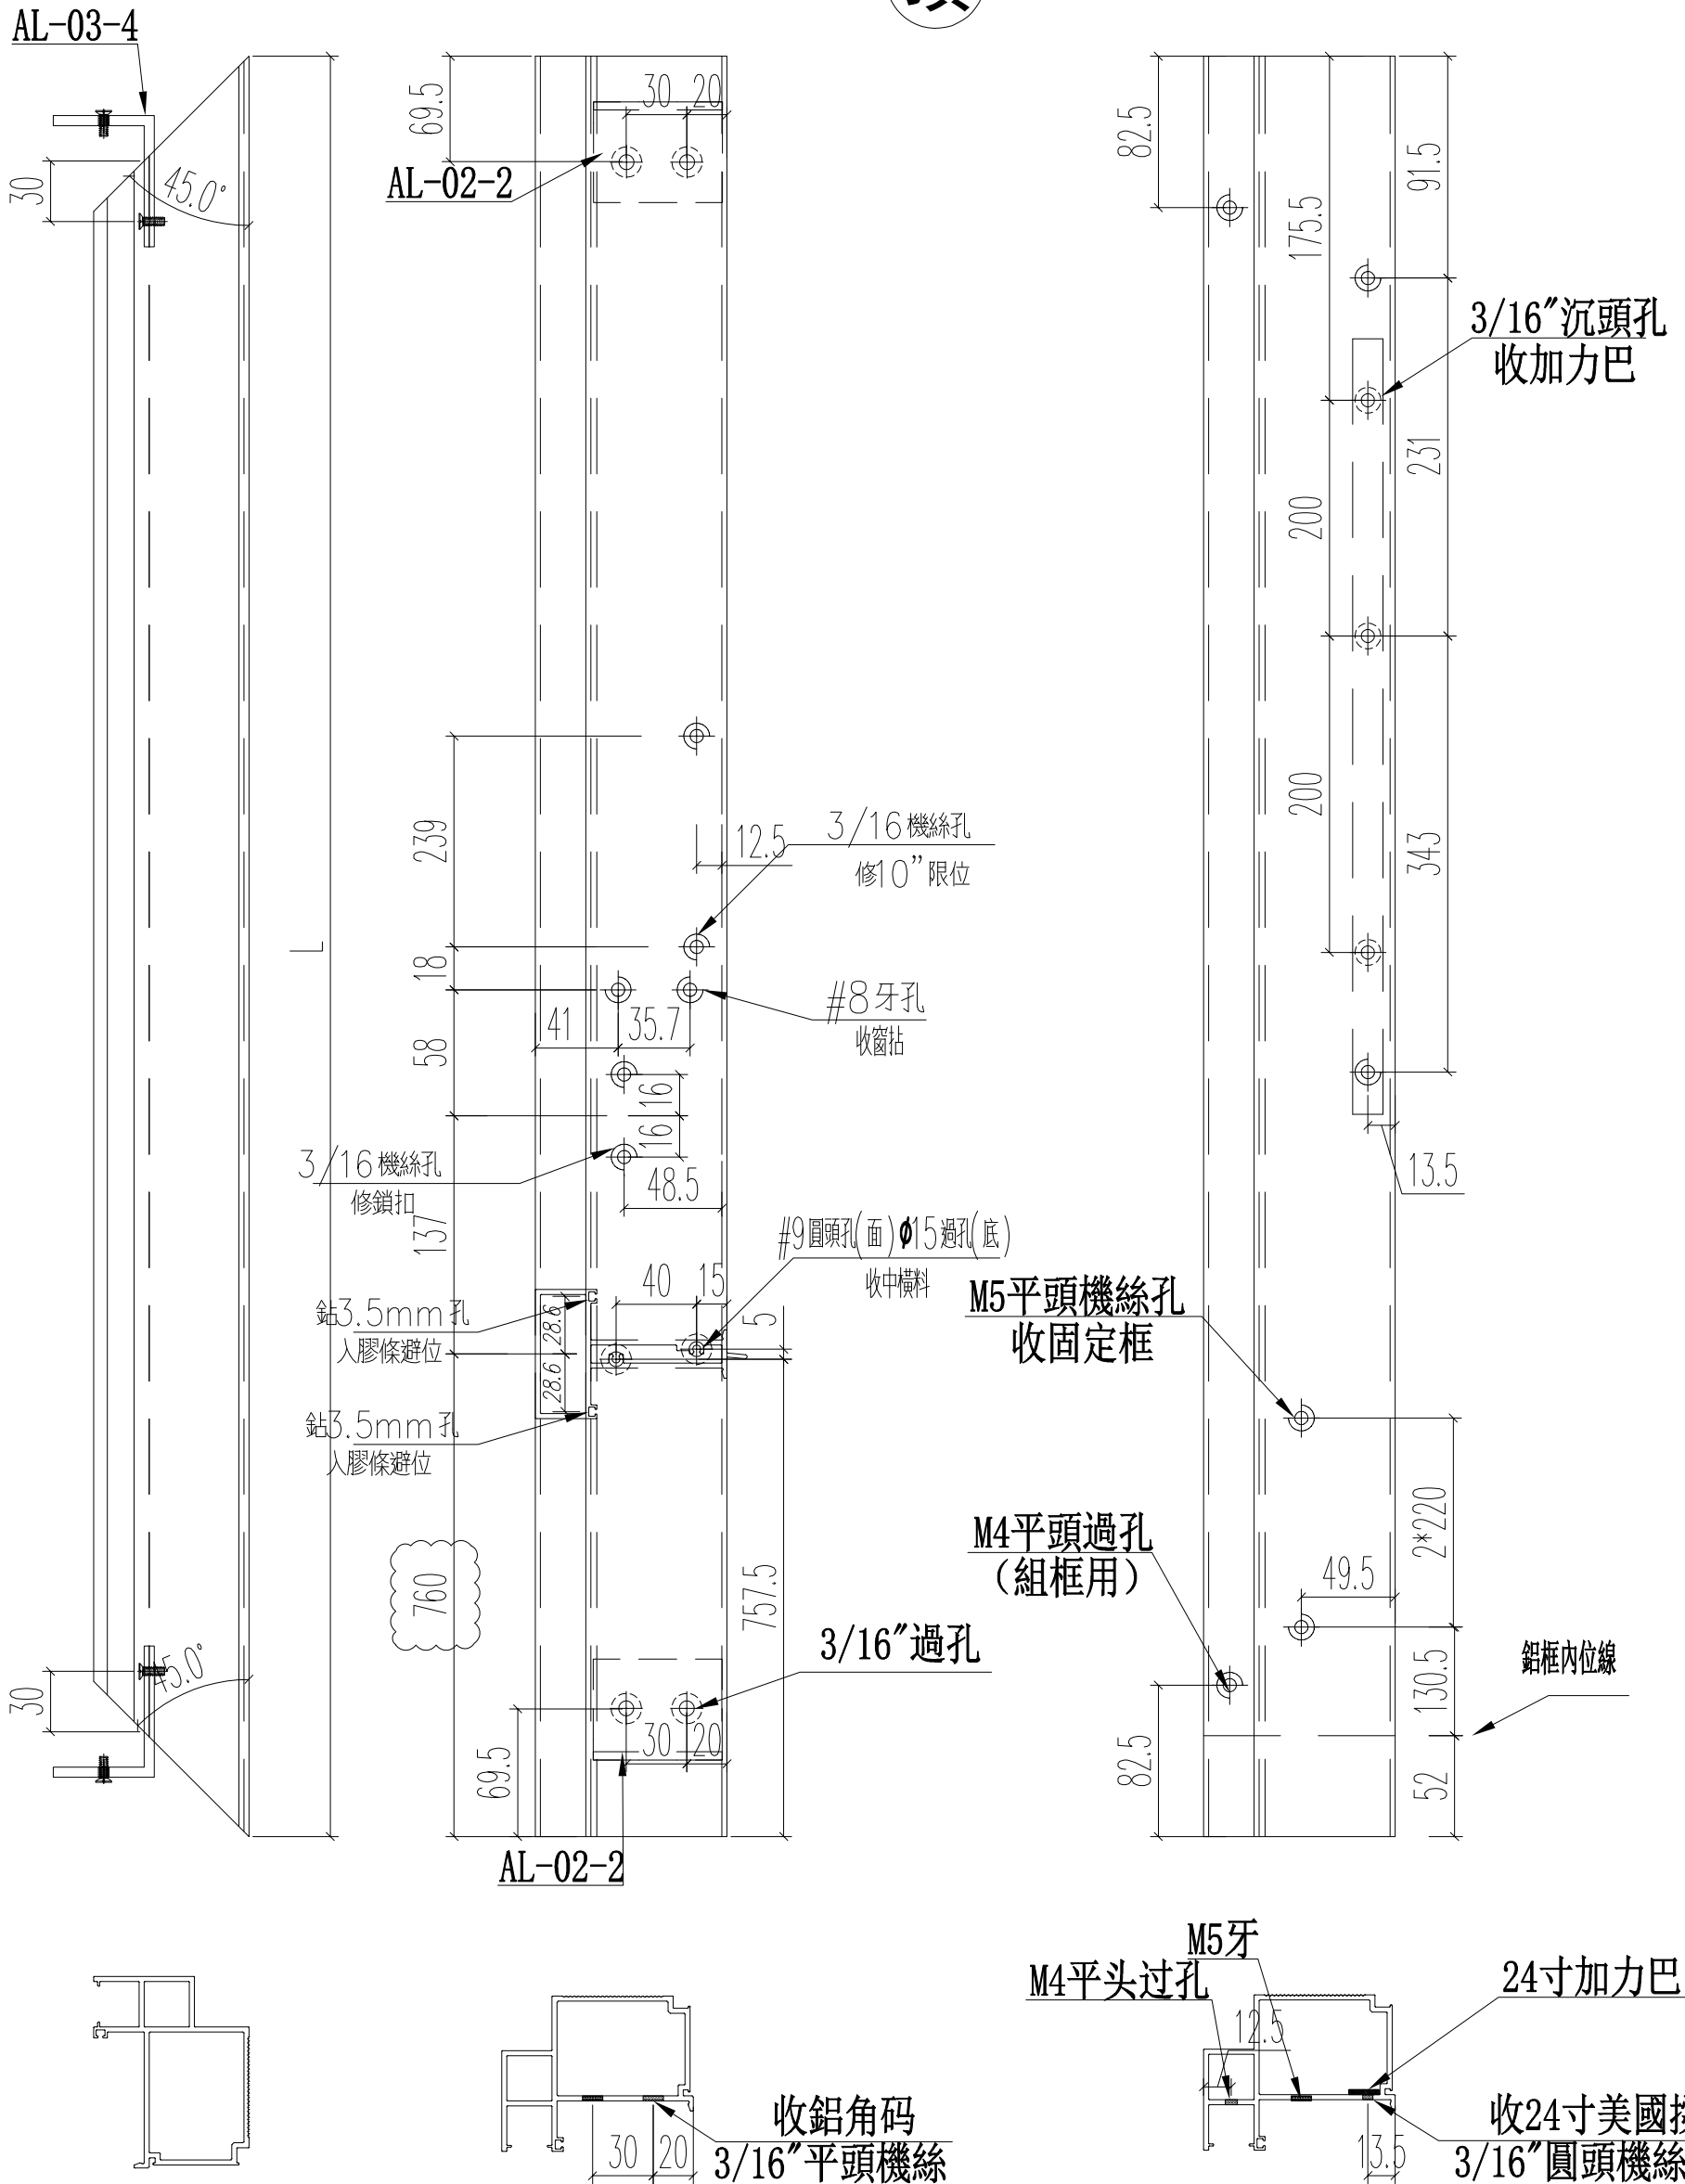 AL-03-4
30
45.0°
L
45.0°
30
69.5
30
20
AL-02-2
239
12.5
3/16機絲孔
修10”限位
18
41
35.7
#8牙孔
收窗拈
58
16
16
3/16機絲孔
修鎖扣
48.5
137
#9圓頭孔(面)ϕ15過孔(底)
收中橫料
40
15
5
鉆3.5mm孔
入膠條避位
28.6
28.6
鉆3.5mm孔
入膠條避位
760
757.5
3/16″過孔
30
20
69.5
AL-02-2
82.5
91.5
175.5
3/16″沉頭孔
收加力巴
231
200
200
343
13.5
M5平頭機絲孔
收固定框
M4平頭過孔
(組框用)
2*220
49.5
130.5
鋁框內位線
82.5
52
收鋁角码
3/16″平頭機絲
30
20
M5牙
M4平头过孔
24寸加力巴
12.5
收24寸美國
3/16″圓頭機絲
13.5